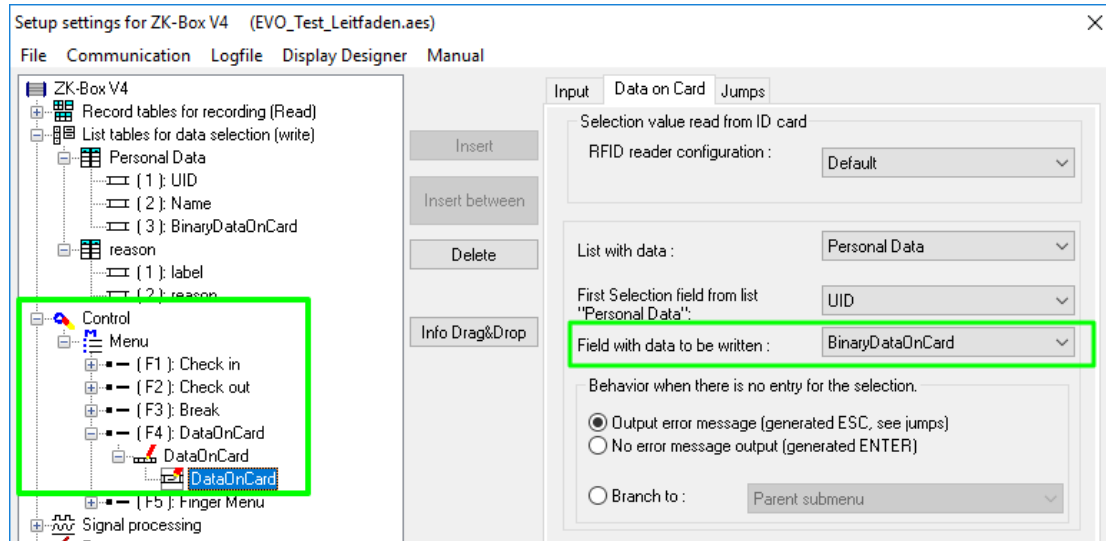 Setup settings for ZK-Box V4 (EVO_Test_Leitfaden.aes)
File Communication Logfile Display Designer Manual
ZK-Box V4
Record tables for recording (Read)
List tables for data selection (write)
Personal Data
( 1 ): UID
( 2 ): Name
( 3 ): BinaryDataOnCard
reason
( 1 ): label
( 2 ): reason
Control
Menu
( F1 ): Check in
( F2 ): Check out
( F3 ): Break
( F4 ): DataOnCard
DataOnCard
DataOnCard
( F5 ): Finger Menu
Signal processing
Insert
Insert between
Delete
Info Drag&Drop
Input Data on Card Jumps
Selection value read from ID card
RFID reader configuration : Default
List with data : Personal Data
First Selection field from list
"Personal Data": UID
Field with data to be written : BinaryDataOnCard
Behavior when there is no entry for the selection.
Output error message (generated ESC, see jumps)
No error message output (generated ENTER)
Branch to : Parent submenu